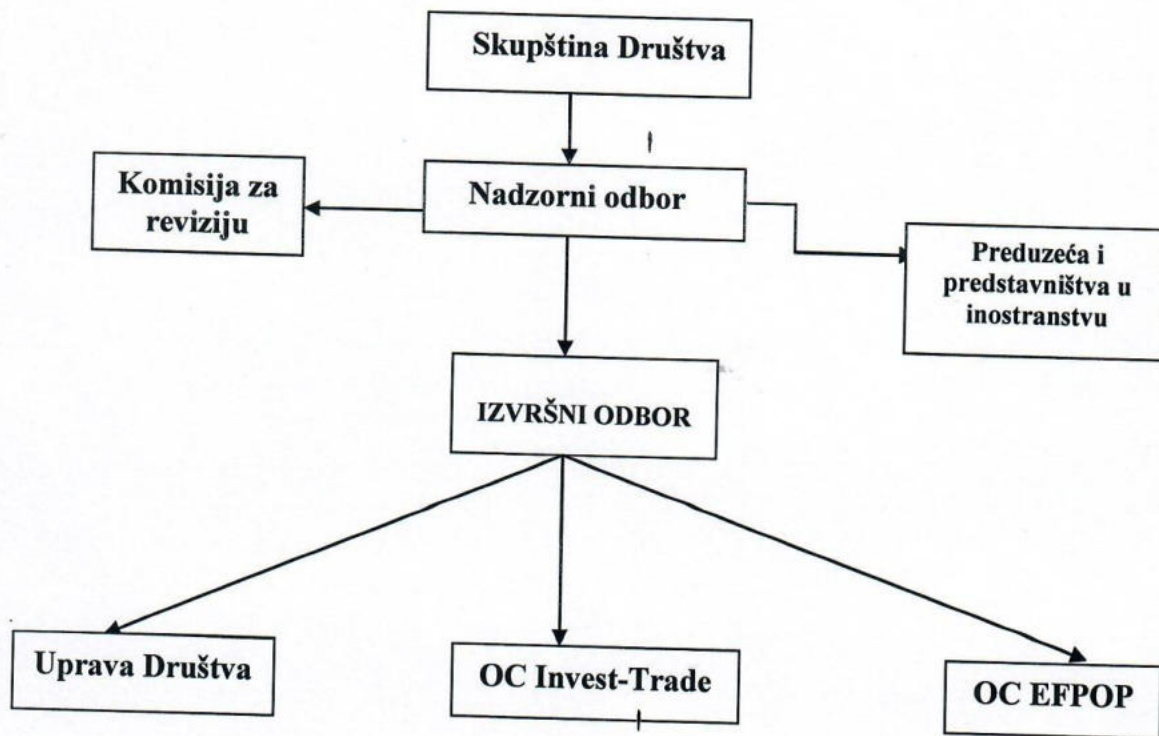 Skupština Društva
Nadzorni odbor
Komisija za
reviziju
Preduzeća i
predstavništva u
inostranstvu
IZVRŠNI ODBOR
Uprava Društva
OC Invest-Trade
OC EFPOP